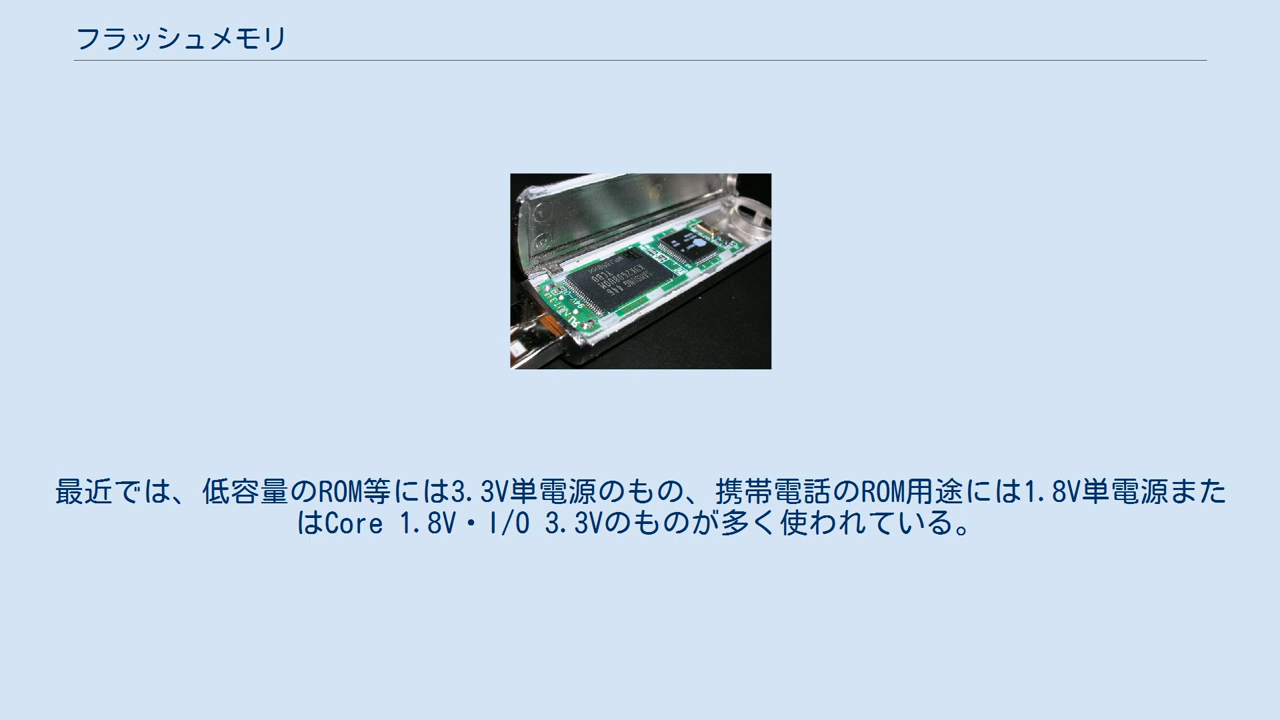 フラッシュメモリ
SAMSUNG 446
最近では、低容量のROM等には3.3V単電源のもの、携帯電話のROM用途には1.8V単電源また
はCore 1.8V・I/O 3.3Vのものが多く使われている。